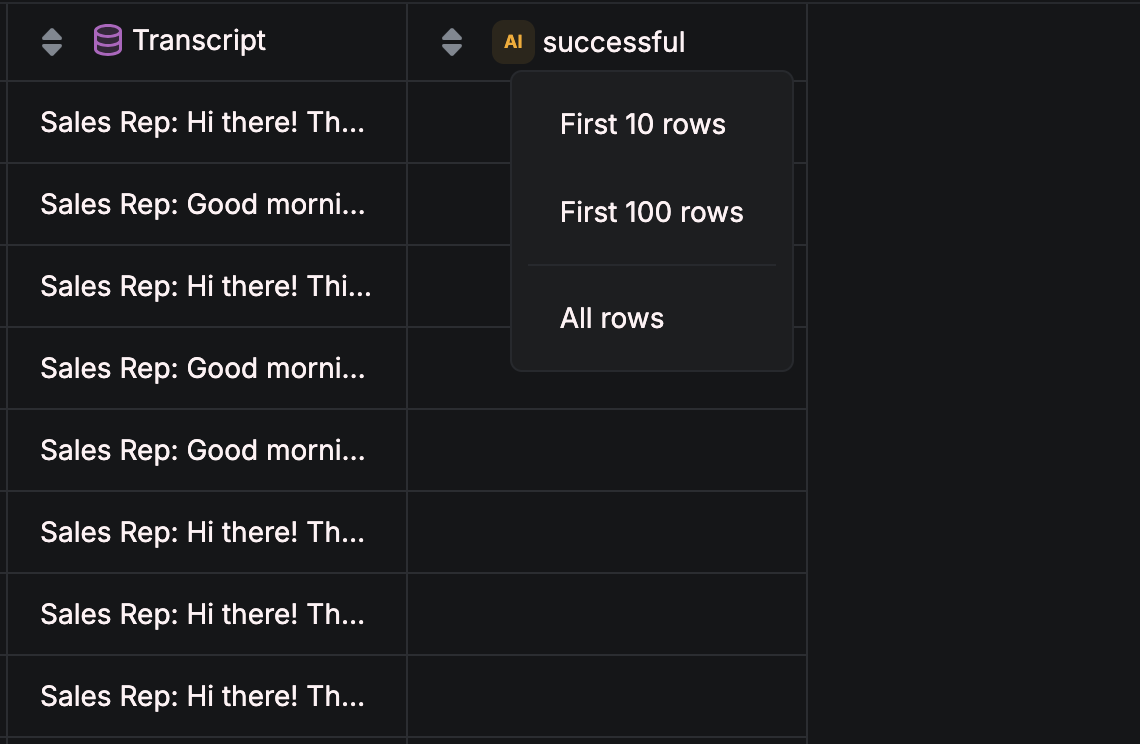 Transcript
AI successful
Sales Rep: Hi there! Th...
First 10 rows
Sales Rep: Good morni...
First 100 rows
Sales Rep: Hi there! Thi...
All rows
Sales Rep: Good morni...
Sales Rep: Good morni...
Sales Rep: Hi there! Th...
Sales Rep: Hi there! Th...
Sales Rep: Hi there! Th...